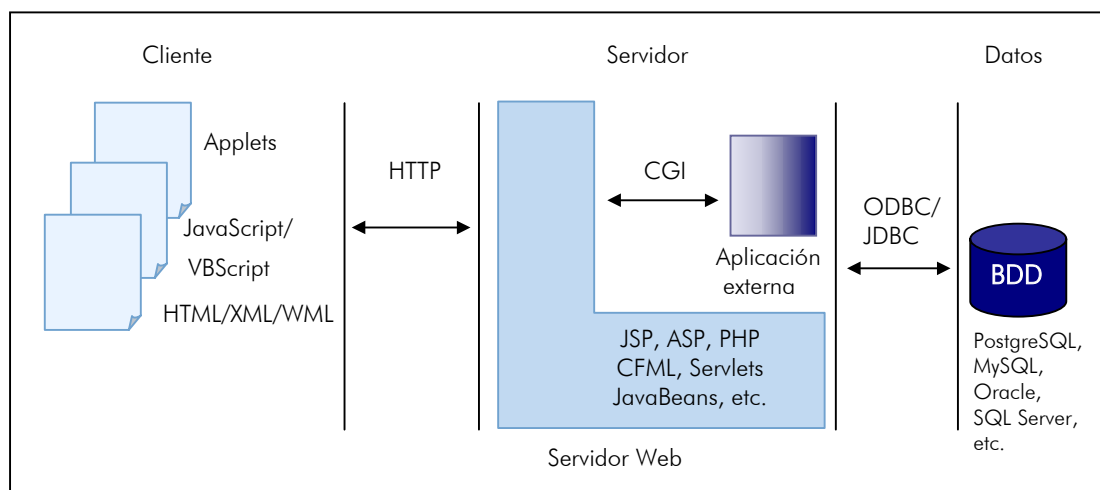 Cliente
Servidor
Datos
Applets
JavaScript/
VBScript
HTML/XML/WML
HTTP
CGI
Aplicación
externa
JSP, ASP, PHP
CFML, Servlets
JavaBeans, etc.
Servidor Web
ODBC/
JDBC
BDD
PostgreSQL,
MySQL,
Oracle,
SQL Server,
etc.